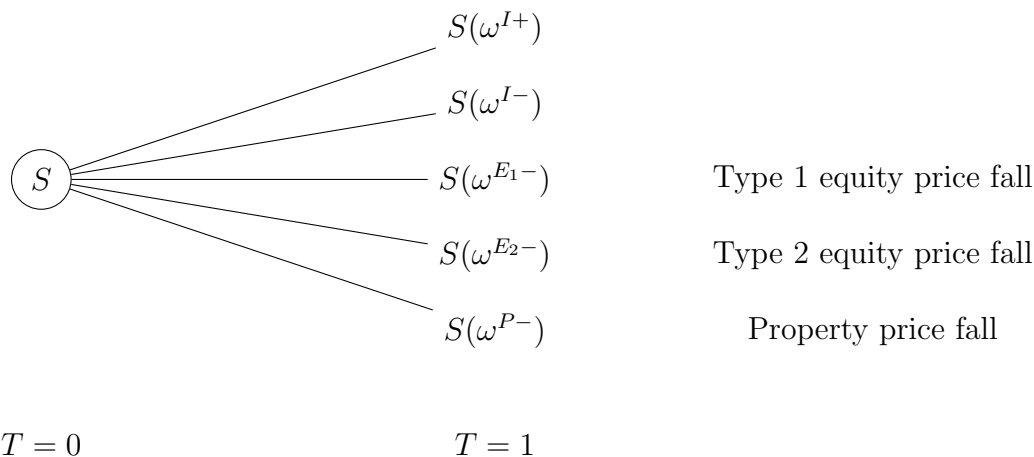 S(ω^{I+})
S(ω^{I−})
S
S(ω^{E_1−})
Type 1 equity price fall
S(ω^{E_2−})
Type 2 equity price fall
S(ω^{P−})
Property price fall
T = 0
T = 1